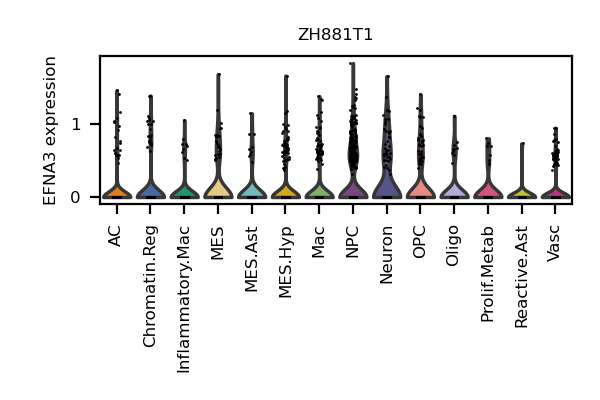 ZH881T1
EFNA3 expression
1
0
AC
Chromatin.Reg
Inflammatory.Mac
MES
MES.Ast
MES.Hyp
Mac
NPC
Neuron
OPC
Oligo
Prolif.Metab
Reactive.Ast
Vasc